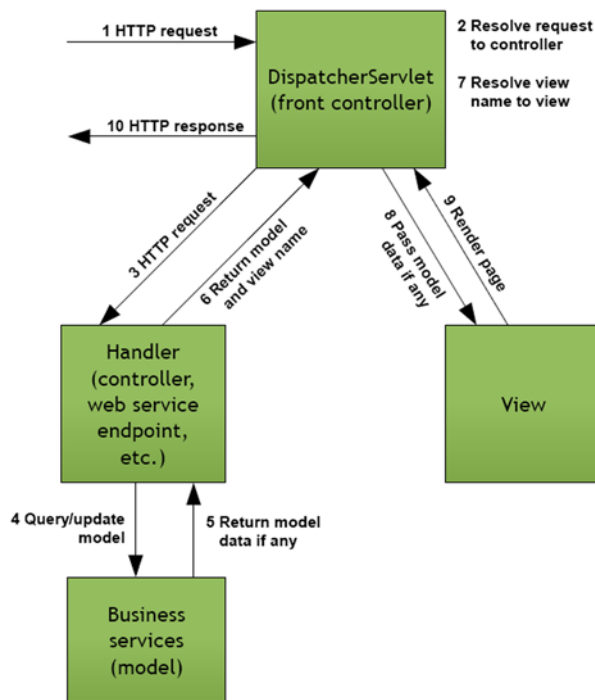 1 HTTP request
2 Resolve request
to controller
DispatcherServlet
(front controller)
7 Resolve view
name to view
10 HTTP response
3 HTTP request
6 Return model
and view name
8 Pass model
data if any
9 Render page
Handler
(controller,
web service
endpoint,
etc.)
View
4 Query/update
model
5 Return model
data if any
Business
services
(model)